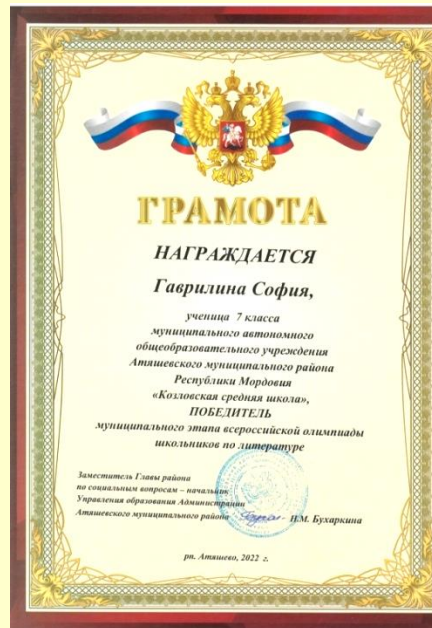 ГРАМОТА
НАГРАЖДАЕТСЯ
Гаврилина София,
ученица 7 класса
муниципального автономного
общеобразовательного учреждения
Атяшевского муниципального района
Республики Мордовия
«Козловская средняя школа»,
ПОБЕДИТЕЛЬ
муниципального этапа всероссийской олимпиады
школьников по литературе
Заместитель Главы района
по социальным вопросам – начальник
Управления образования Администрации
Атяшевского муниципального района Н.М. Бухаркина
рп. Атяшево, 2022 г.